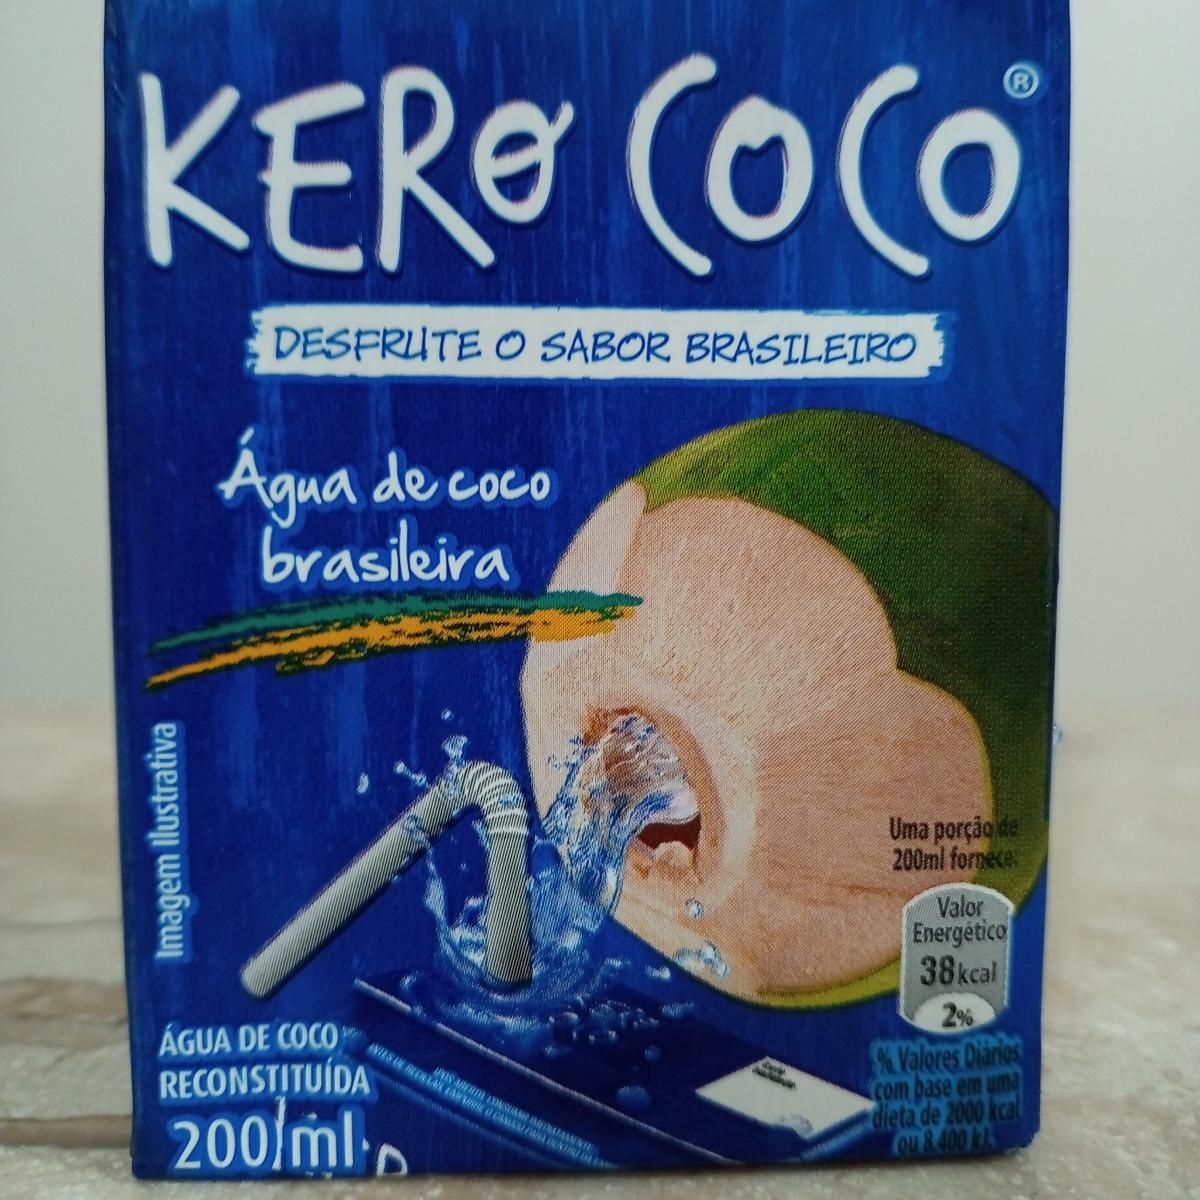 KERO COCO®
DESFRUTE O SABOR BRASILEIRO
Água de coco
brasileira
Imagem Ilustrativa
Uma porção de
200ml fornece:
Valor
Energético
38kcal
2%
% Valores Diários
com base em uma
dieta de 2000 kcal
ou 8.400 kJ.
ÁGUA DE COCO
RECONSTITUÍDA
200 ml